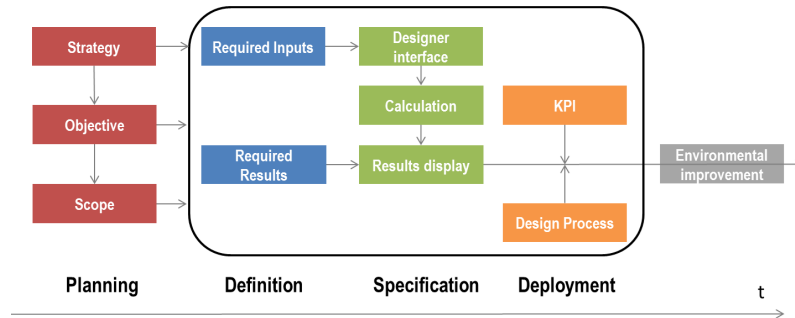 Strategy
Required Inputs
Designer
interface
Calculation
KPI
Objective
Required
Results
Results display
Environmental
improvement
Scope
Design Process
Planning
Definition
Specification
Deployment
t